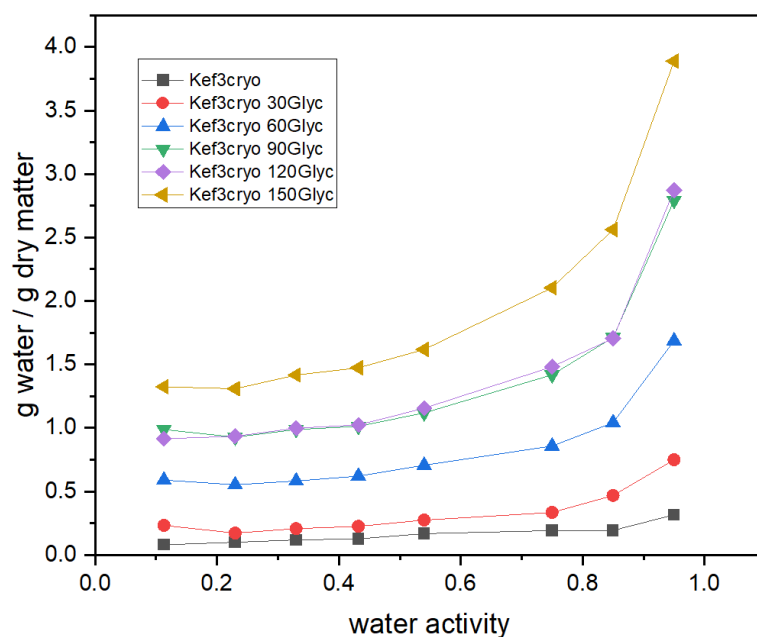 4.0
3.5
3.0
2.5
2.0
1.5
1.0
0.5
0.0
g water / g dry matter
Kef3cryo
Kef3cryo 30Glyc
Kef3cryo 60Glyc
Kef3cryo 90Glyc
Kef3cryo 120Glyc
Kef3cryo 150Glyc
0.0 0.2 0.4 0.6 0.8 1.0
water activity